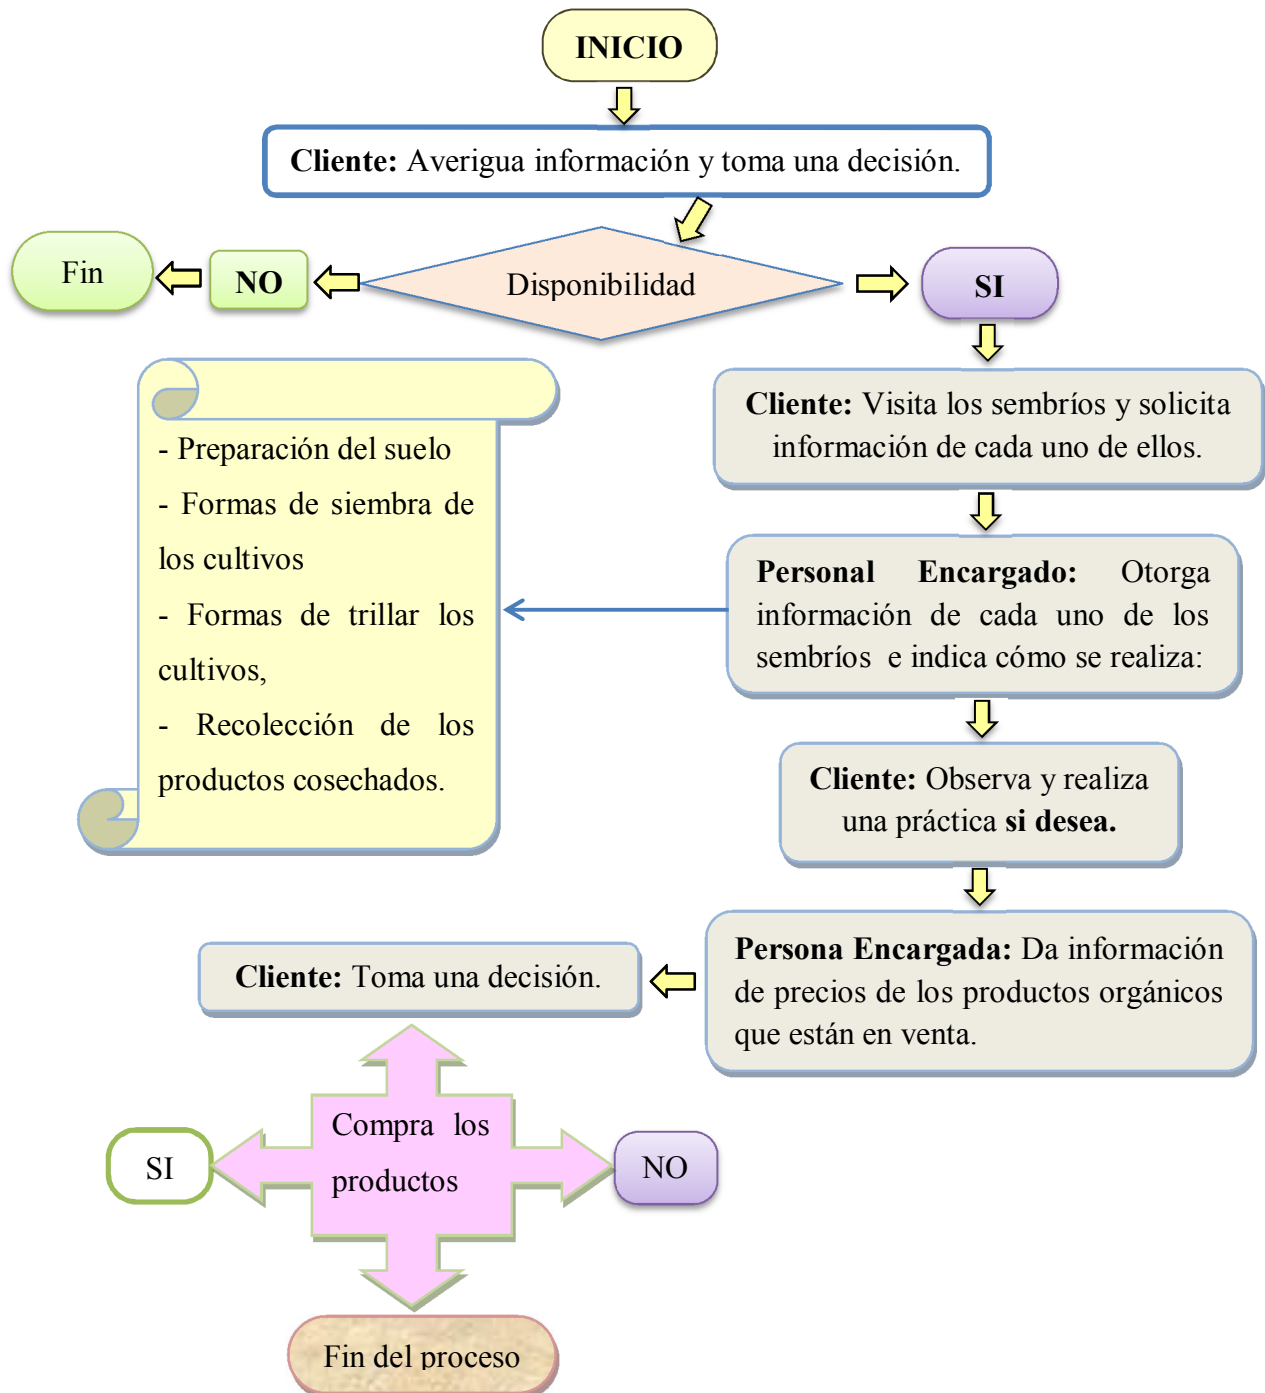 INICIO
Cliente: Averigua información y toma una decisión.
Fin
NO
Disponibilidad
SI
Cliente: Visita los sembríos y solicita
información de cada uno de ellos.
- Preparación del suelo
- Formas de siembra de
los cultivos
- Formas de trillar los
cultivos,
- Recolección de los
productos cosechados.
Personal Encargado: Otorga
información de cada uno de los
sembríos e indica cómo se realiza:
Cliente: Observa y realiza
una práctica si desea.
Persona Encargada: Da información
de precios de los productos orgánicos
que están en venta.
Cliente: Toma una decisión.
Compra los
productos
SI
NO
Fin del proceso